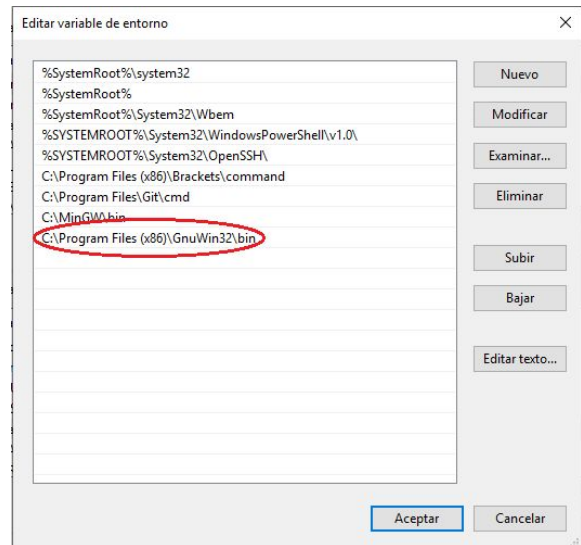 Editar variable de entorno
%SystemRoot%\system32
%SystemRoot%
%SystemRoot%\System32\Wbem
%SYSTEMROOT%\System32\WindowsPowerShell\v1.0\
%SYSTEMROOT%\System32\OpenSSH\
C:\Program Files (x86)\Brackets\command
C:\Program Files\Git\cmd
C:\MinGW\bin
C:\Program Files (x86)\GnuWin32\bin
Nuevo
Modificar
Examinar...
Eliminar
Subir
Bajar
Editar texto...
Aceptar
Cancelar